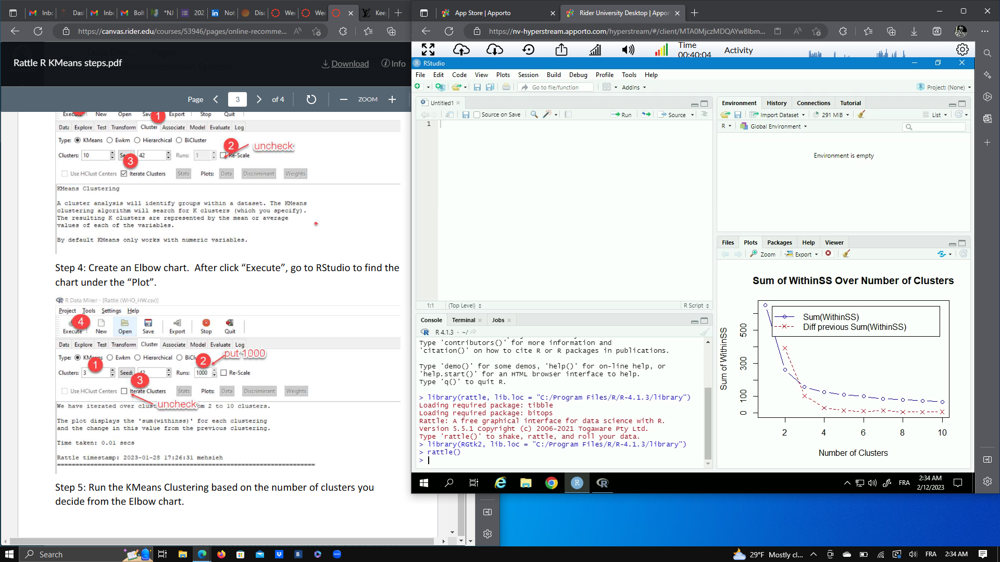 Inbc
Dash
Inbc
Boît
*NJ
202
Not
Disc
Wee
Wee
Kee
https://canvas.rider.edu/courses/53946/pages/online-recomme...
Rattle R KMeans steps.pdf
Download
Info
Page
3
of 4
ZOOM
Execute
New
Open
Save
Export
Stop
Quit
1
Data
Explore
Test
Transform
Cluster
Associate
Model
Evaluate
Log
Type:
KMeans
Ewkm
Hierarchical
BiCluster
2
uncheck
Clusters:
10
42
Runs:
1
Re-Scale
3
Use HClust Centers
Iterate Clusters
Stats
Plots:
Data
Discriminant
Weights
KMeans Clustering
A cluster analysis will identify groups within a dataset. The KMeans
clustering algorithm will search for K clusters (which you specify).
The resulting K clusters are represented by the mean or average
values of each of the variables.
By default KMeans only works with numeric variables.
Step 4: Create an Elbow chart.  After click “Execute”, go to RStudio to find the
chart under the “Plot”.
R Data Miner - [Rattle (WHO_HW.csv)]
Project
Tools
Settings
Help
4
Execute
New
Open
Save
Export
Stop
Quit
Data
Explore
Test
Transform
Cluster
Associate
Model
Evaluate
Log
Type:
KMeans
Ewkm
Hierarchical
BiClu
2
put 1000
1
Clusters:
3
Seed:
42
Runs:
1000
Re-Scale
3
Use HClust Centers
Iterate Clusters
Stats
Plots:
Data
Discriminant
Weights
uncheck
We have iterated over clust
om 2 to 10 clusters.
The plot displays the 'sum(withinss)' for each clustering
and the change in this value from the previous clustering.
Time taken: 0.01 secs
Rattle timestamp: 2023-01-28 17:26:31 mehsieh
Step 5: Run the KMeans Clustering based on the number of clusters you
decide from the Elbow chart.
App Store | Apporto
Rider University Desktop | Appor
https://nv-hyperstream.apporto.com/hyperstream/#/client/MTA0MjczMDQAYwBlbm...
Time
00:40:04
Activity
RStudio
File
Edit
Code
View
Plots
Session
Build
Debug
Profile
Tools
Help
Go to file/function
Addins
Project: (None)
Untitled1
Source on Save
Run
Source
1
1:1
(Top Level)
R Script
Console
Terminal
Jobs
R 4.1.3 · ~/
Type 'contributors()' for more information and
'citation()' on how to cite R or R packages in publications.
Type 'demo()' for some demos, 'help()' for on-line help, or
'help.start()' for an HTML browser interface to help.
Type 'q()' to quit R.
> library(rattle, lib.loc = "C:/Program Files/R/R-4.1.3/library")
Loading required package: tibble
Loading required package: bitops
Rattle: A free graphical interface for data science with R.
Version 5.5.1 Copyright (c) 2006-2021 Togaware Pty Ltd.
Type 'rattle()' to shake, rattle, and roll your data.
> library(RGtk2, lib.loc = "C:/Program Files/R/R-4.1.3/library")
> rattle()
>
Environment
History
Connections
Tutorial
Import Dataset
291 MiB
List
R
Global Environment
Environment is empty
Files
Plots
Packages
Help
Viewer
Zoom
Export
Sum of WithinSS Over Number of Clusters
Sum(WithinSS)
Diff previous Sum(WithinSS)
Sum of WithinSS
500
300
100
0
2
4
6
8
10
Number of Clusters
FRA
2:34 AM
2/12/2023
Search
29°F
Mostly cl...
FRA
2:34 AM